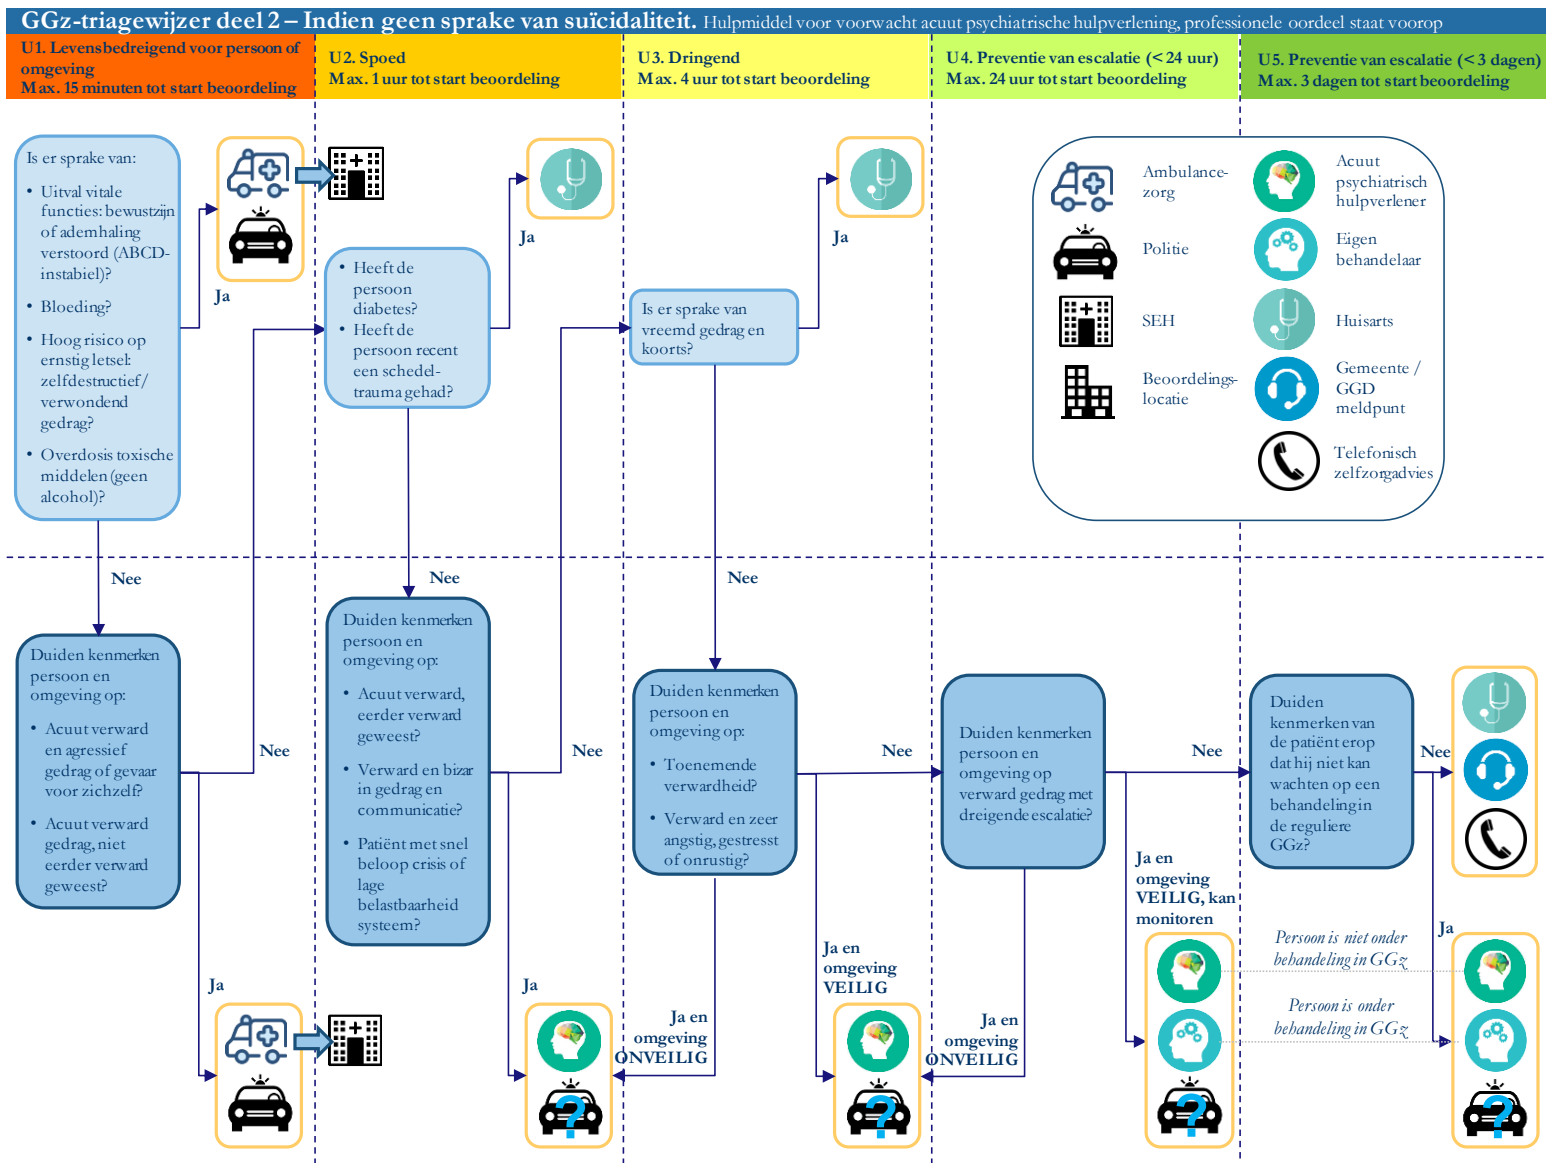 GGz-triagewijzer deel 2 – Indien geen sprake van suïcidaliteit. Hulpmiddel voor voorwacht acuut psychiatrische hulpverlening, professionele oordeel staat voorop
U1. Levensbedreigend voor persoon of
omgeving
Max. 15 minuten tot start beoordeling
U2. Spoed
Max. 1 uur tot start beoordeling
U3. Dringend
Max. 4 uur tot start beoordeling
U4. Preventie van escalatie (< 24 uur)
Max. 24 uur tot start beoordeling
U5. Preventie van escalatie (< 3 dagen)
Max. 3 dagen tot start beoordeling
Is er sprake van:
• Uitval vitale
functies: bewustzijn
of ademhaling
verstoord (ABCD-
instabiel)?
• Bloeding?
• Hoog risico op
ernstig letsel:
zelfdestructief/
verwondend
gedrag?
• Overdosis toxische
middelen (geen
alcohol)?
Ja
• Heeft de
persoon
diabetes?
• Heeft de
persoon recent
een schedel-
trauma gehad?
Ja
Is er sprake van
vreemd gedrag en
koorts?
Ja
Ambulance-
zorg
Politie
SEH
Beoordelings-
locatie
Acuut
psychiatrisch
hulpverlener
Eigen
behandelaar
Huisarts
Gemeente /
GGD
meldpunt
Telefonisch
zelfzorgadvies
Nee
Nee
Nee
Duiden kenmerken
persoon en
omgeving op:
• Acuut verward
en agressief
gedrag of gevaar
voor zichzelf?
• Acuut verward
gedrag, niet
eerder verward
geweest?
Nee
Ja
Duiden kenmerken
persoon en
omgeving op:
• Acuut verward,
eerder verward
geweest?
• Verward en bizar
in gedrag en
communicatie?
• Patiënt met snel
beloop crisis of
lage
belastbaarheid
systeem?
Nee
Ja
Duiden kenmerken
persoon en
omgeving op:
• Toenemende
verwardheid?
• Verward en zeer
angstig, gestresst
of onrustig?
Nee
Ja en
omgeving
VEILIG
Ja en
omgeving
ONVEILIG
Duiden kenmerken
persoon en
omgeving op
verward gedrag met
dreigende escalatie?
Nee
Ja en
omgeving
VEILIG, kan
monitoren
Ja en
omgeving
ONVEILIG
Duiden
kenmerken van
de patiënt erop
dat hij niet kan
wachten op een
behandeling in
de reguliere
GGz?
Nee
Ja
Persoon is niet onder
behandeling in GGz
Persoon is onder
behandeling in GGz
?
?
?
?